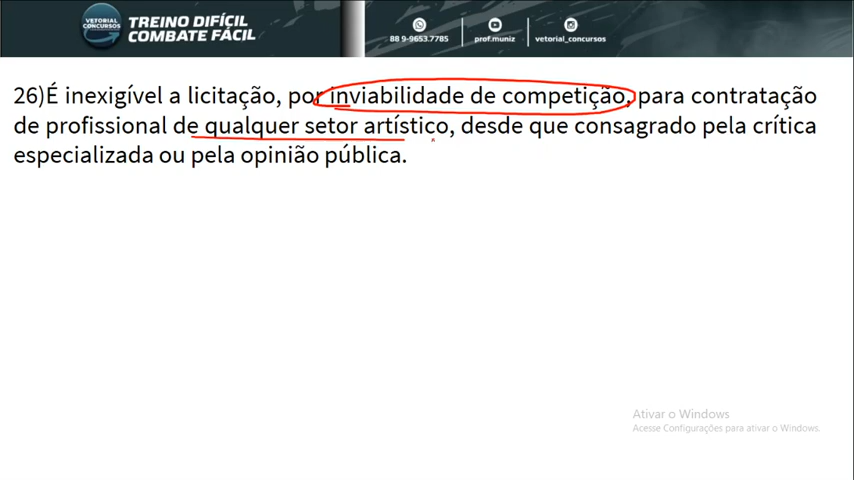 VETORIAL
CONCURSOS
TREINO DIFÍCIL
COMBATE FÁCIL
88 9-9653.7785
prof.muniz
vetorial_concursos
26)É inexigível a licitação, por inviabilidade de competição, para contratação
de profissional de qualquer setor artístico, desde que consagrado pela crítica
especializada ou pela opinião pública.
Ativar o Windows
Acesse Configurações para ativar o Windows.